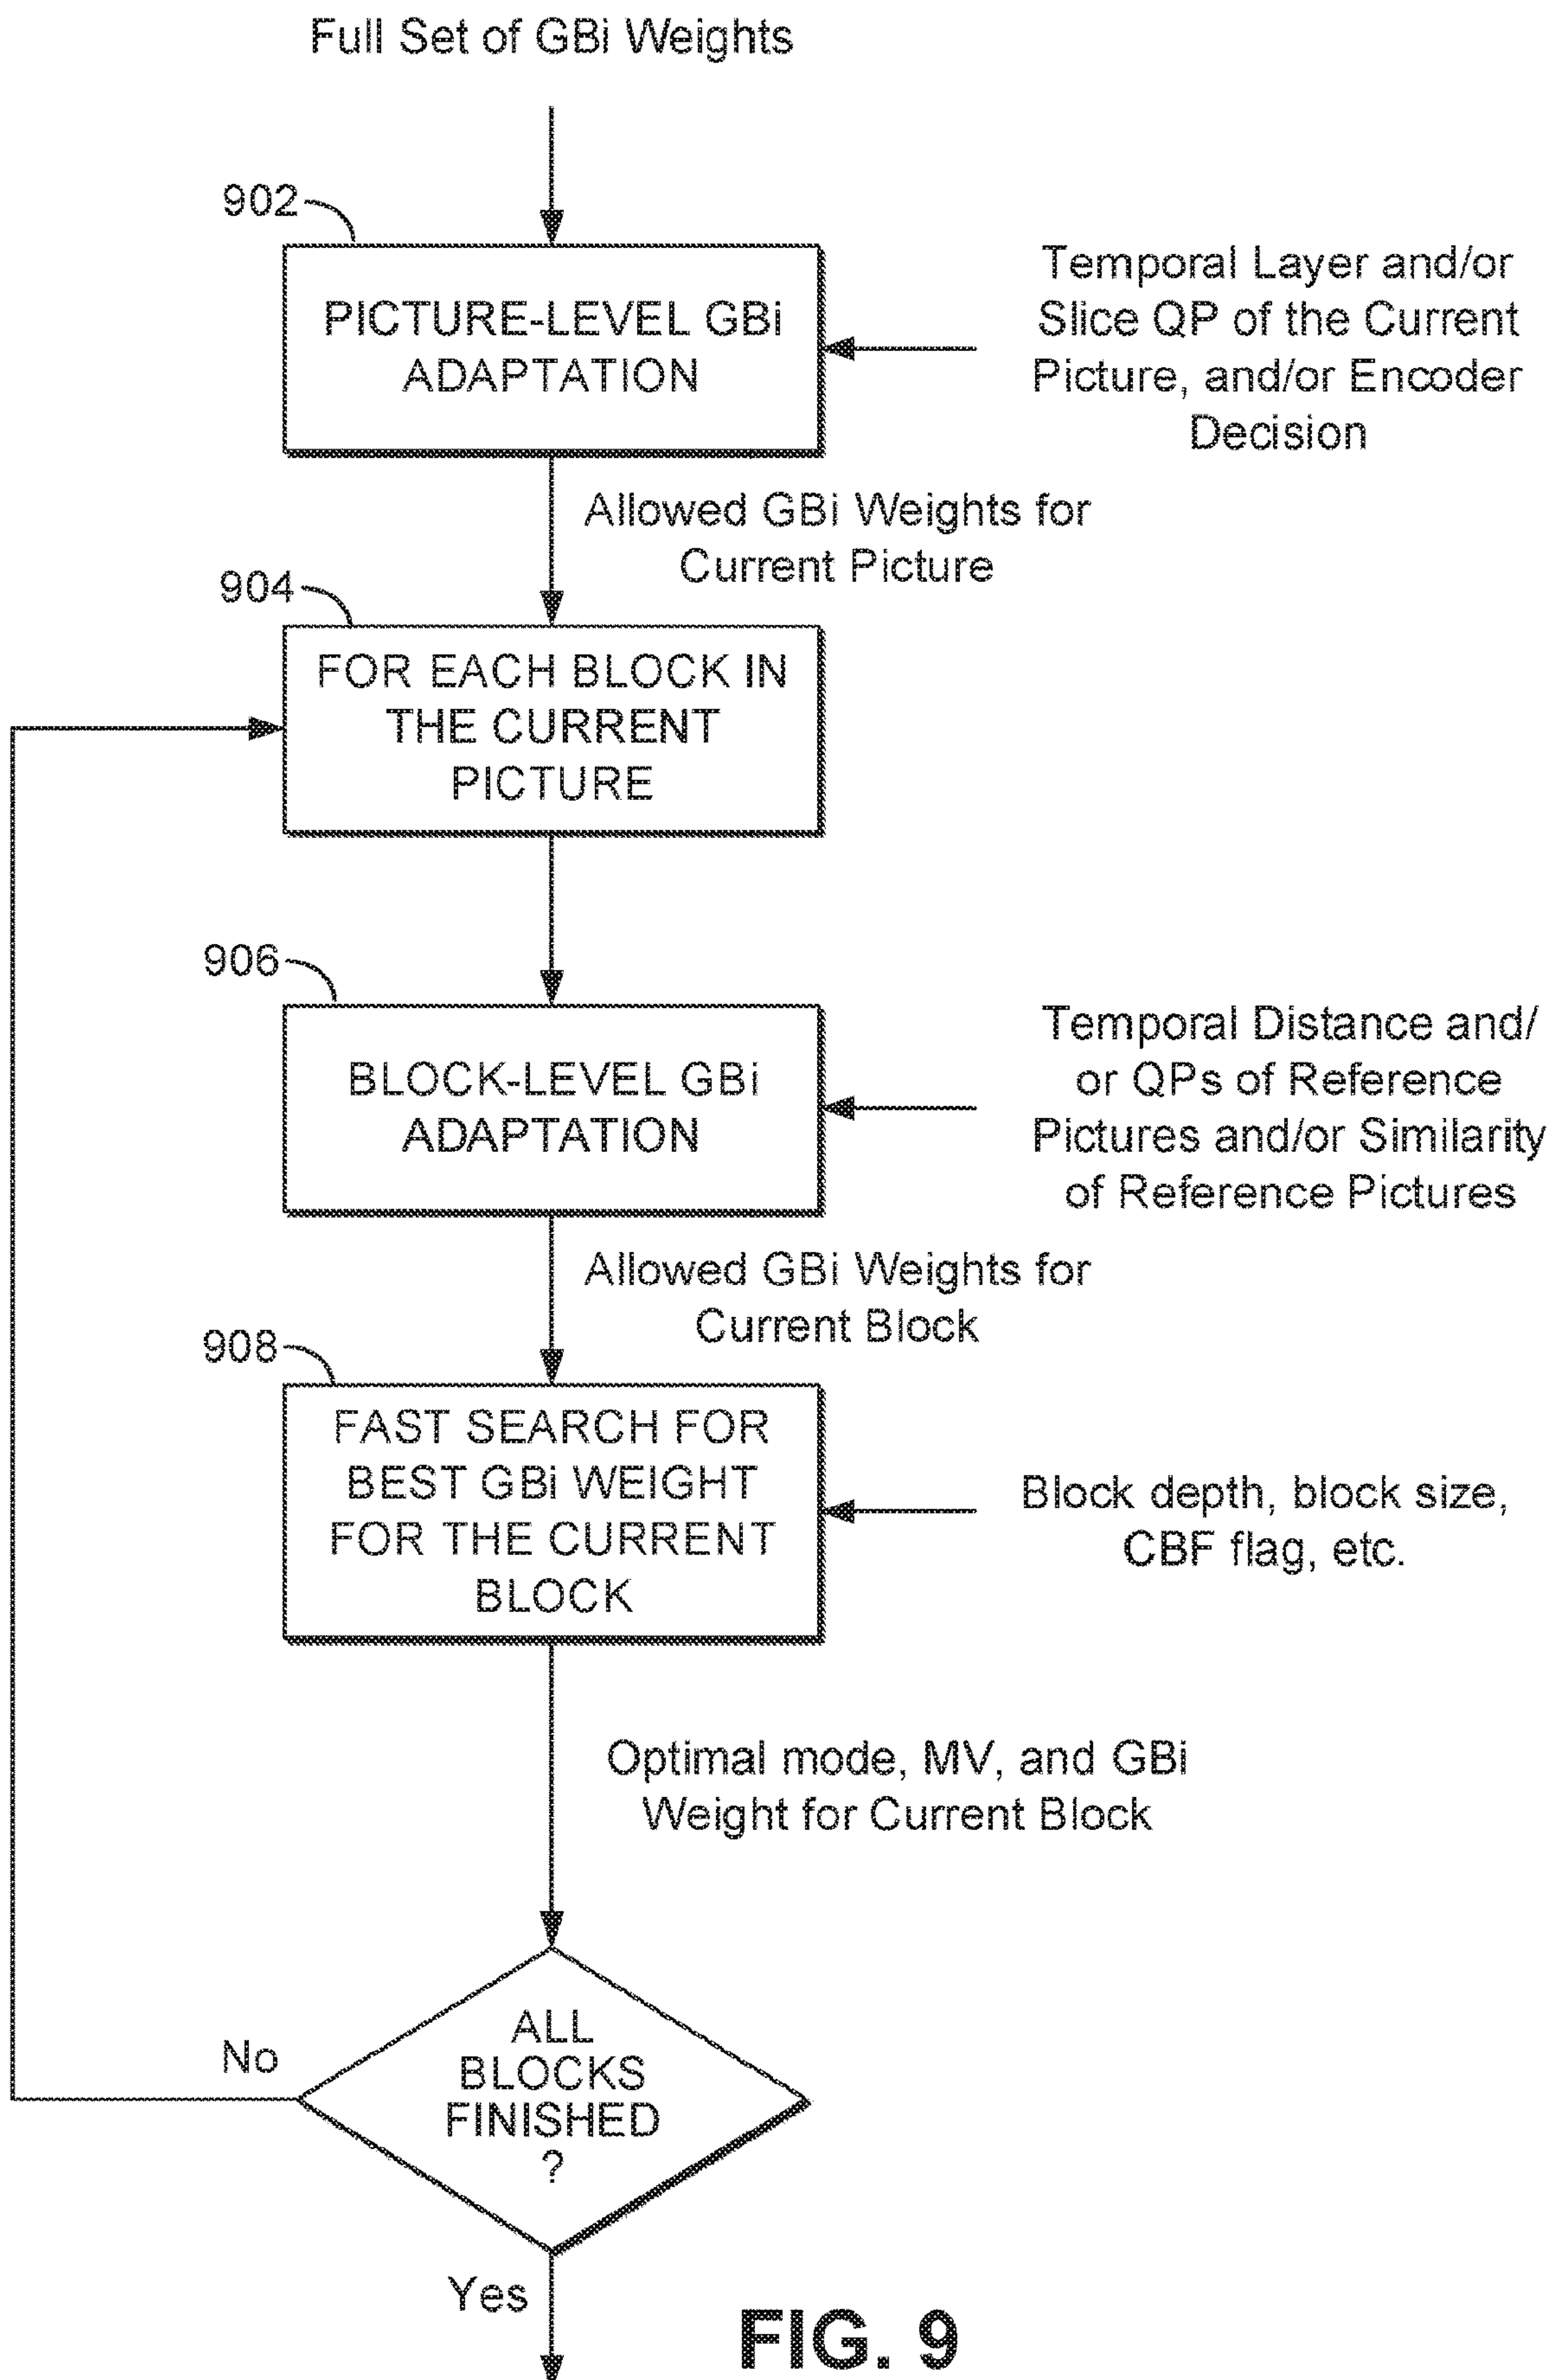 Full Set of GBi Weights
902
PICTURE-LEVEL GBi
ADAPTATION
Temporal Layer and/or
Slice QP of the Current
Picture, and/or Encoder
Decision
Allowed GBi Weights for
Current Picture
904
FOR EACH BLOCK IN
THE CURRENT
PICTURE
906
BLOCK-LEVEL GBi
ADAPTATION
Temporal Distance and/
or QPs of Reference
Pictures and/or Similarity
of Reference Pictures
Allowed GBi Weights for
Current Block
908
FAST SEARCH FOR
BEST GBi WEIGHT
FOR THE CURRENT
BLOCK
Block depth, block size,
CBF flag, etc.
Optimal mode, MV, and GBi
Weight for Current Block
ALL
BLOCKS
FINISHED
?
No
Yes
FIG. 9